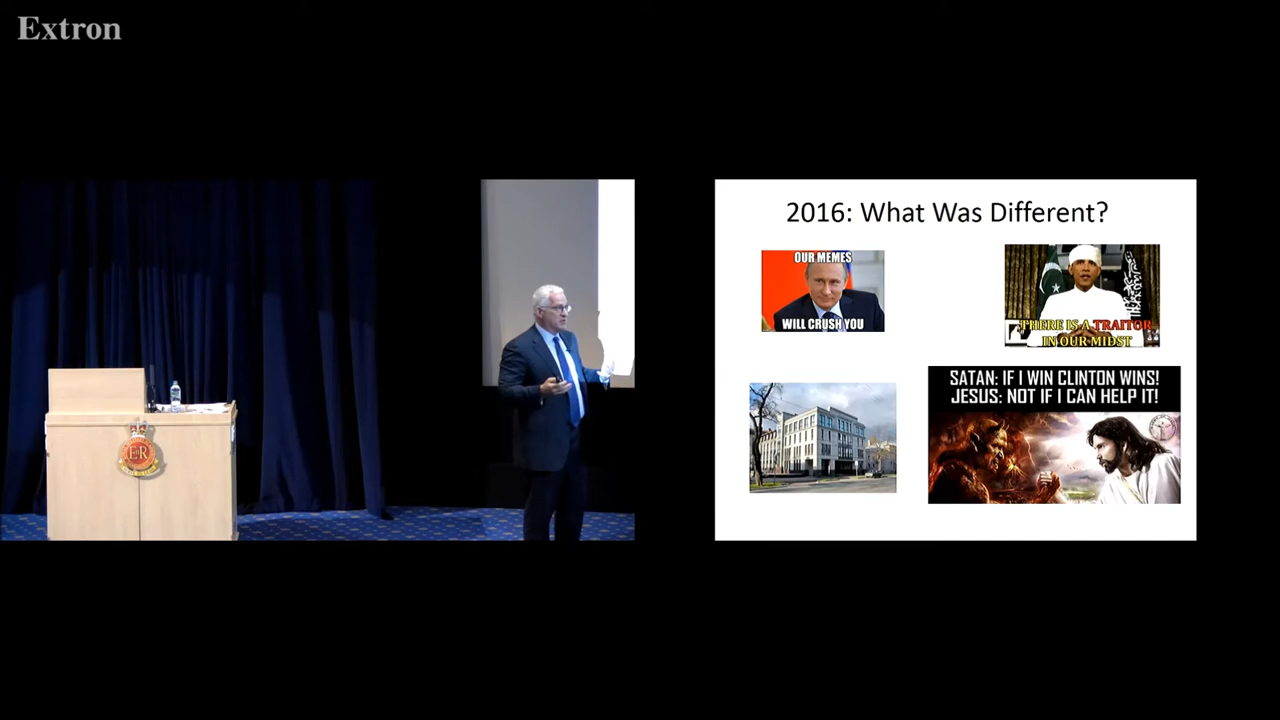 Extron
2016: What Was Different?
OUR MEMES
WILL CRUSH YOU
THERE IS A TRAITOR
IN OUR MIDST
SATAN: IF I WIN CLINTON WINS!
JESUS: NOT IF I CAN HELP IT!
E R